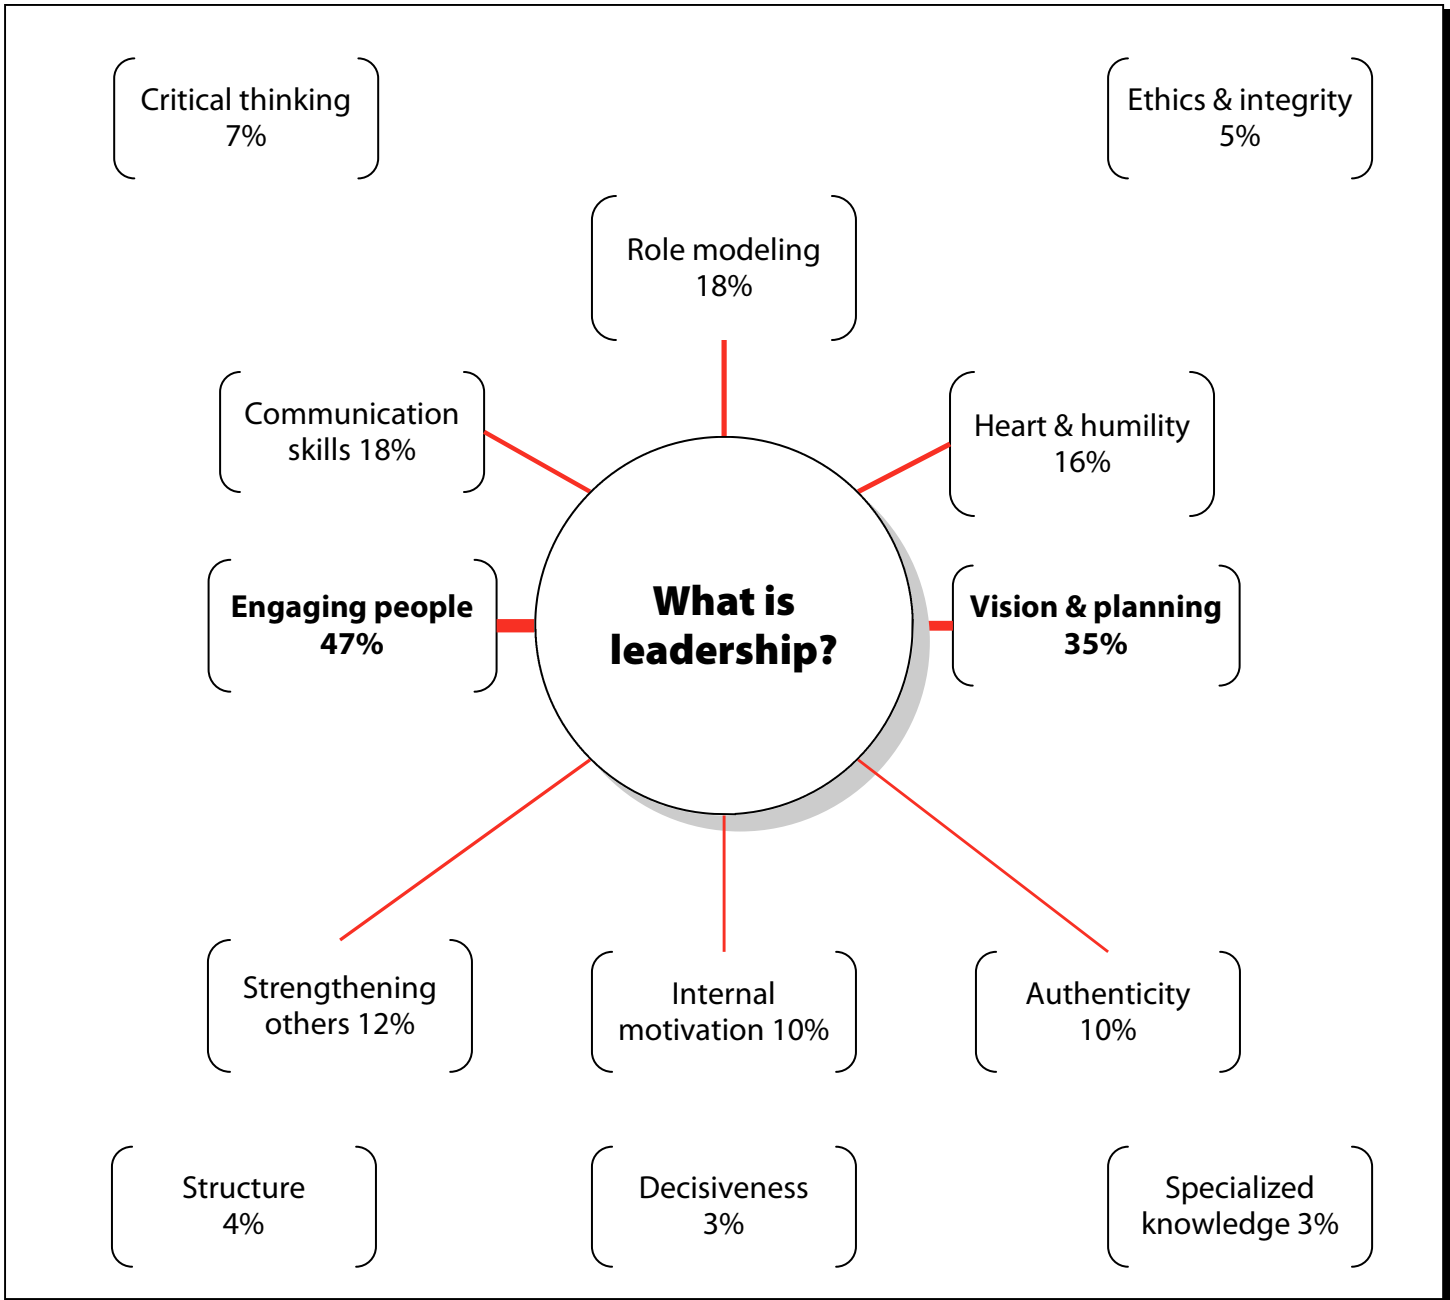 Critical thinking
7%
Ethics & integrity
5%
Role modeling
18%
Communication
skills 18%
Heart & humility
16%
Engaging people
47%
What is
leadership?
Vision & planning
35%
Strengthening
others 12%
Internal
motivation 10%
Authenticity
10%
Structure
4%
Decisiveness
3%
Specialized
knowledge 3%